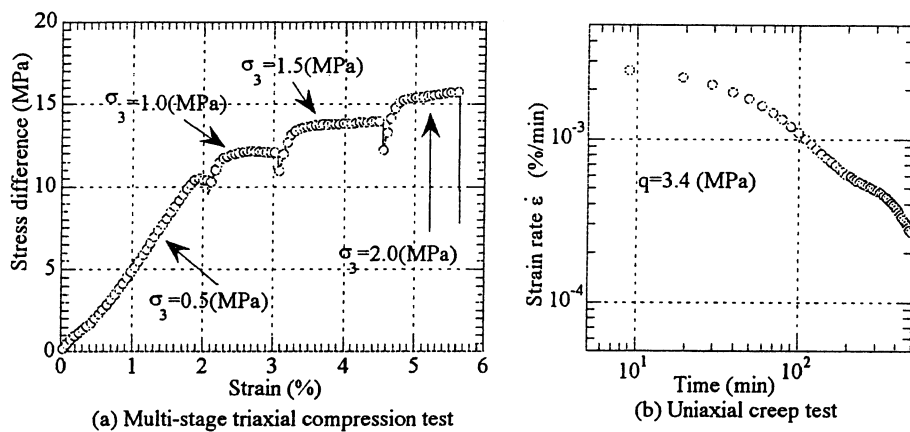 20
15
10
5
0
Stress difference (MPa)
σ3=1.5(MPa)
σ3=1.0(MPa)
σ3=2.0(MPa)
σ3=0.5(MPa)
0 1 2 3 4 5 6
Strain (%)
(a) Multi-stage triaxial compression test
Strain rate ε̇ (%/min)
10-3
10-4
q=3.4 (MPa)
101 102
Time (min)
(b) Uniaxial creep test